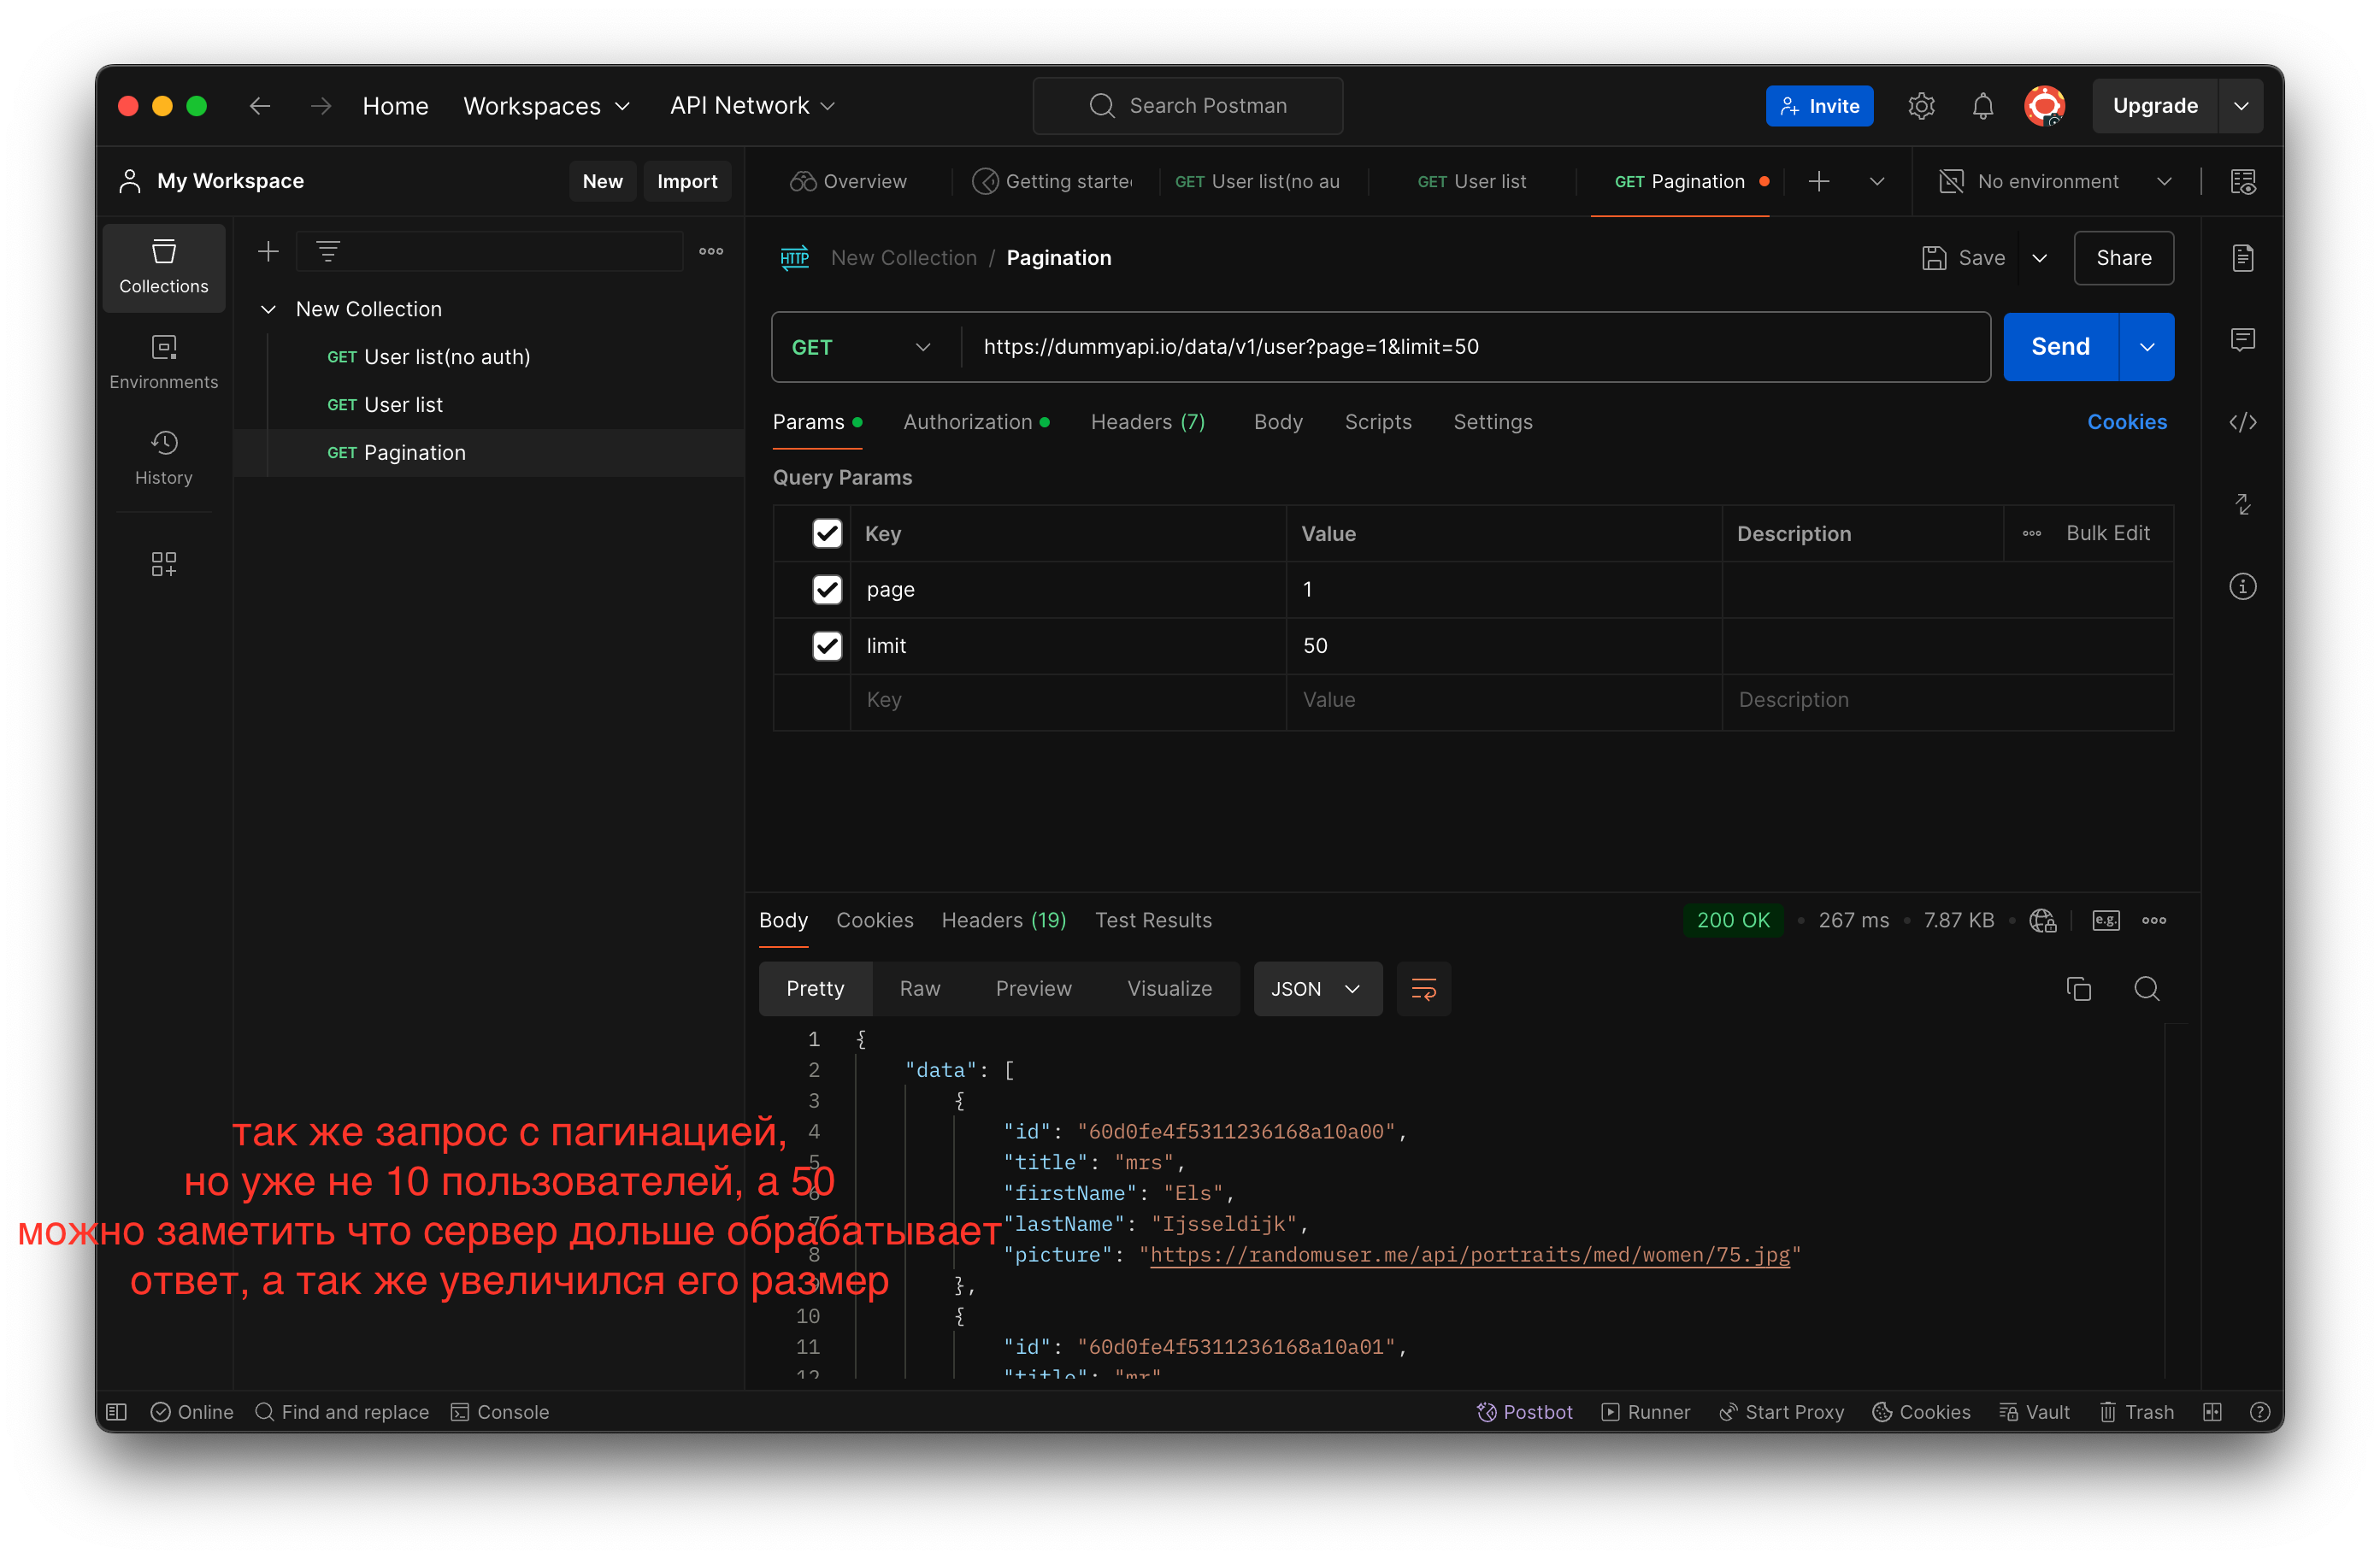 Home Workspaces API Network Search Postman Invite Upgrade
My Workspace New Import
Overview Getting starte GET User list(no au GET User list GET Pagination No environment
Collections
Environments
History
New Collection
GET User list(no auth)
GET User list
GET Pagination
HTTP New Collection / Pagination Save Share
GET https://dummyapi.io/data/v1/user?page=1&limit=50 Send
Params Authorization Headers (7) Body Scripts Settings Cookies
Query Params
Key Value Description Bulk Edit
page 1
limit 50
Key Value Description
Body Cookies Headers (19) Test Results 200 OK 267 ms 7.87 KB e.g.
Pretty Raw Preview Visualize JSON
1 {
2 "data": [
3 {
4 "id": "60d0fe4f5311236168a10a00",
5 "title": "mrs",
6 "firstName": "Els",
7 "lastName": "Ijsseldijk",
8 "picture": "https://randomuser.me/api/portraits/med/women/75.jpg"
9 },
10 {
11 "id": "60d0fe4f5311236168a10a01",
12 "title": "mr"
так же запрос с пагинацией,
но уже не 10 пользователей, а 50
можно заметить что сервер дольше обрабатывает
ответ, а так же увеличился его размер
Online Find and replace Console Postbot Runner Start Proxy Cookies Vault Trash